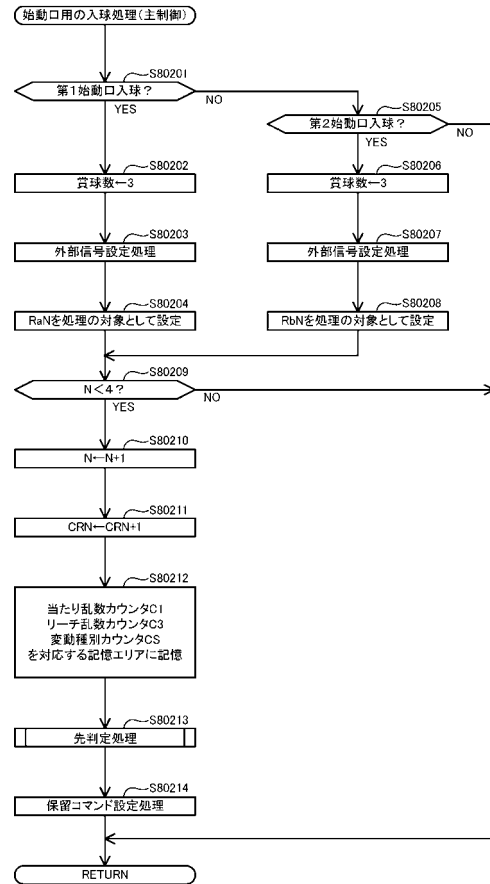 始動口用の入球処理(主制御)
S80201
第1始動口入球？
YES
NO
S80205
第2始動口入球？
YES
NO
S80202
賞球数←3
S80206
賞球数←3
S80203
外部信号設定処理
S80207
外部信号設定処理
S80204
RaNを処理の対象として設定
S80208
RbNを処理の対象として設定
S80209
N＜4？
YES
NO
S80210
N←N+1
S80211
CRN←CRN+1
S80212
当たり乱数カウンタC1
リーチ乱数カウンタC3
変動種別カウンタCS
を対応する記憶エリアに記憶
S80213
先判定処理
S80214
保留コマンド設定処理
RETURN